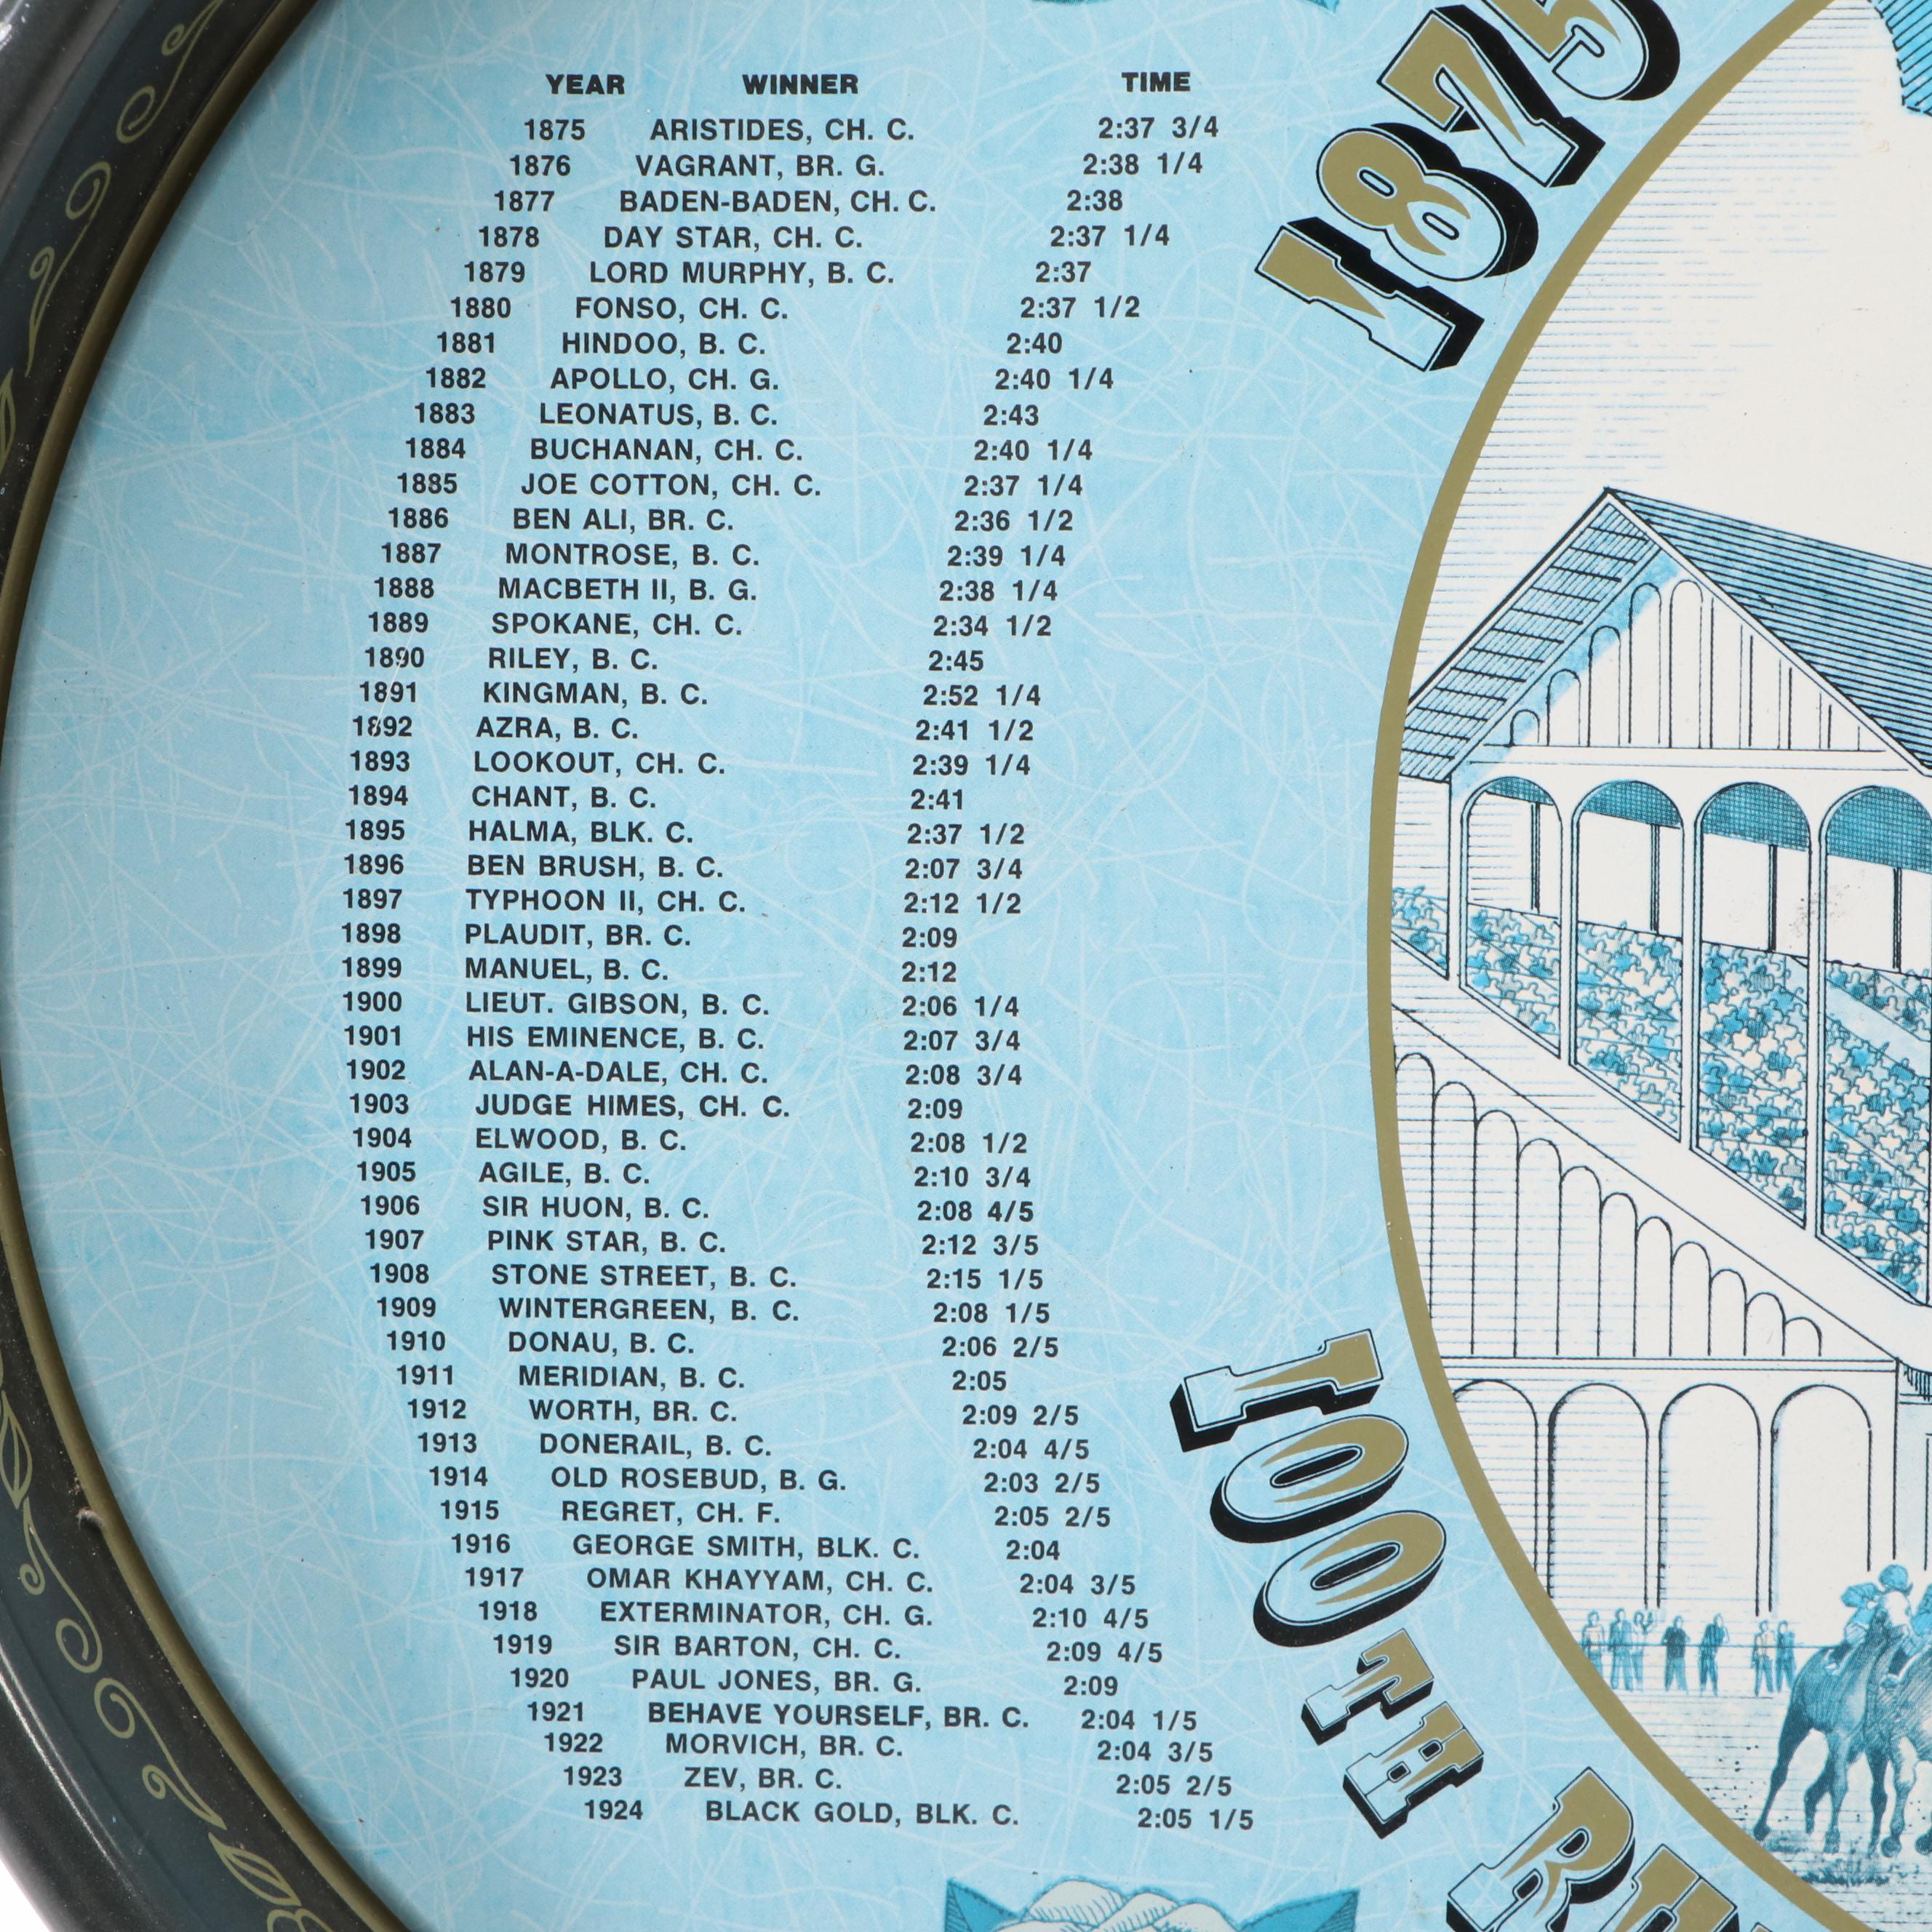 YEAR WINNER TIME
1875 ARISTIDES, CH. C. 2:37 3/4
1876 VAGRANT, BR. G. 2:38 1/4
1877 BADEN-BADEN, CH. C. 2:38
1878 DAY STAR, CH. C. 2:37 1/4
1879 LORD MURPHY, B. C. 2:37
1880 FONSO, CH. C. 2:37 1/2
1881 HINDOO, B. C. 2:40
1882 APOLLO, CH. G. 2:40 1/4
1883 LEONATUS, B. C. 2:43
1884 BUCHANAN, CH. C. 2:40 1/4
1885 JOE COTTON, CH. C. 2:37 1/4
1886 BEN ALI, BR. C. 2:36 1/2
1887 MONTROSE, B. C. 2:39 1/4
1888 MACBETH II, B. G. 2:38 1/4
1889 SPOKANE, CH. C. 2:34 1/2
1890 RILEY, B. C. 2:45
1891 KINGMAN, B. C. 2:52 1/4
1892 AZRA, B. C. 2:41 1/2
1893 LOOKOUT, CH. C. 2:39 1/4
1894 CHANT, B. C. 2:41
1895 HALMA, BLK. C. 2:37 1/2
1896 BEN BRUSH, B. C. 2:07 3/4
1897 TYPHOON II, CH. C. 2:12 1/2
1898 PLAUDIT, BR. C. 2:09
1899 MANUEL, B. C. 2:12
1900 LIEUT. GIBSON, B. C. 2:06 1/4
1901 HIS EMINENCE, B. C. 2:07 3/4
1902 ALAN-A-DALE, CH. C. 2:08 3/4
1903 JUDGE HIMES, CH. C. 2:09
1904 ELWOOD, B. C. 2:08 1/2
1905 AGILE, B. C. 2:10 3/4
1906 SIR HUON, B. C. 2:08 4/5
1907 PINK STAR, B. C. 2:12 3/5
1908 STONE STREET, B. C. 2:15 1/5
1909 WINTERGREEN, B. C. 2:08 1/5
1910 DONAU, B. C. 2:06 2/5
1911 MERIDIAN, B. C. 2:05
1912 WORTH, BR. C. 2:09 2/5
1913 DONERAIL, B. C. 2:04 4/5
1914 OLD ROSEBUD, B. G. 2:03 2/5
1915 REGRET, CH. F. 2:05 2/5
1916 GEORGE SMITH, BLK. C. 2:04
1917 OMAR KHAYYAM, CH. C. 2:04 3/5
1918 EXTERMINATOR, CH. G. 2:10 4/5
1919 SIR BARTON, CH. C. 2:09 4/5
1920 PAUL JONES, BR. G. 2:09
1921 BEHAVE YOURSELF, BR. C. 2:04 1/5
1922 MORVICH, BR. C. 2:04 3/5
1923 ZEV, BR. C. 2:05 2/5
1924 BLACK GOLD, BLK. C. 2:05 1/5
1875
100TH